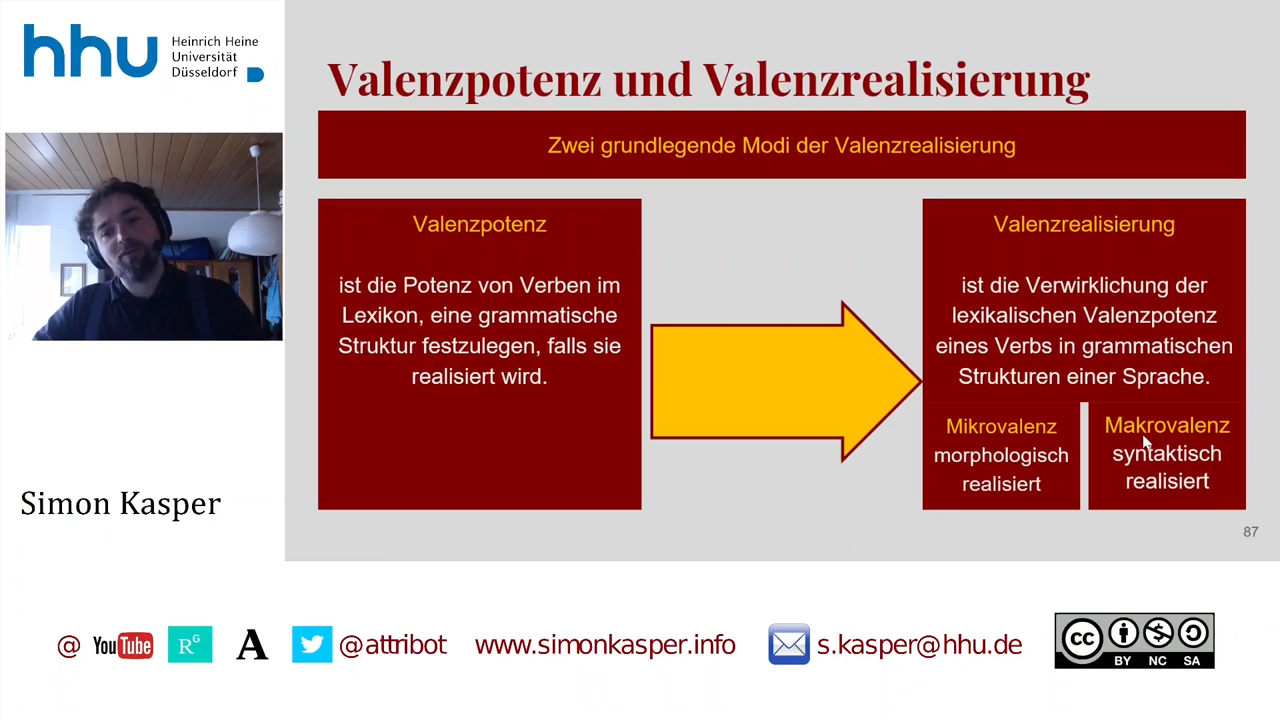 hhu
Heinrich Heine
Universität
Düsseldorf
Valenzpotenz und Valenzrealisierung
Zwei grundlegende Modi der Valenzrealisierung
Valenzpotenz
ist die Potenz von Verben im
Lexikon, eine grammatische
Struktur festzulegen, falls sie
realisiert wird.
Valenzrealisierung
ist die Verwirklichung der
lexikalischen Valenzpotenz
eines Verbs in grammatischen
Strukturen einer Sprache.
Mikrovalenz
morphologisch
realisiert
Makrovalenz
syntaktisch
realisiert
Simon Kasper
87
@ YouTube RG A @attribot www.simonkasper.info s.kasper@hhu.de
cc
BY NC SA